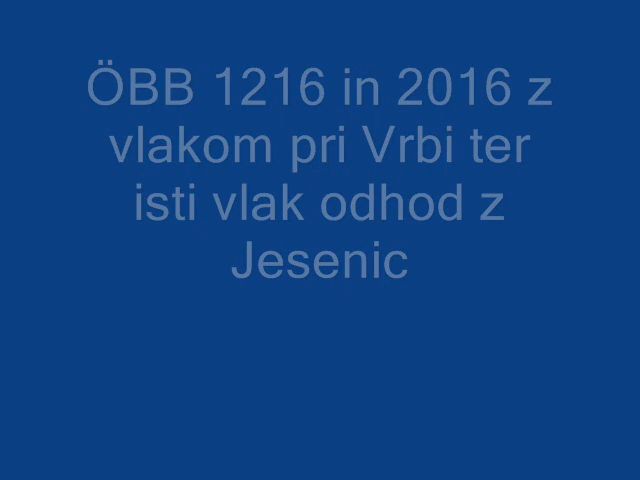 ÖBB 1216 in 2016 z
vlakom pri Vrbi ter
isti vlak odhod z
Jesenic